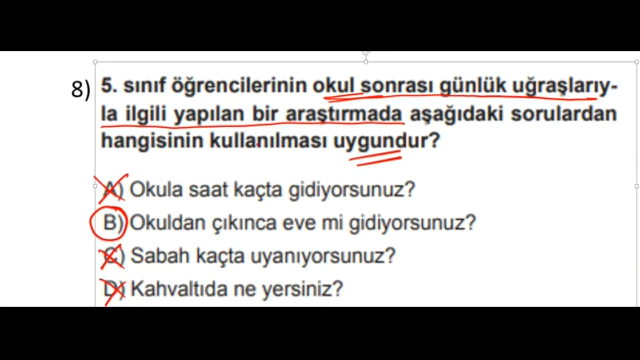 8) 5. sınıf öğrencilerinin okul sonrası günlük uğraşlarıy-
la ilgili yapılan bir araştırmada aşağıdaki sorulardan
hangisinin kullanılması uygundur?
A) Okula saat kaçta gidiyorsunuz?
B) Okuldan çıkınca eve mi gidiyorsunuz?
C) Sabah kaçta uyanıyorsunuz?
D) Kahvaltıda ne yersiniz?